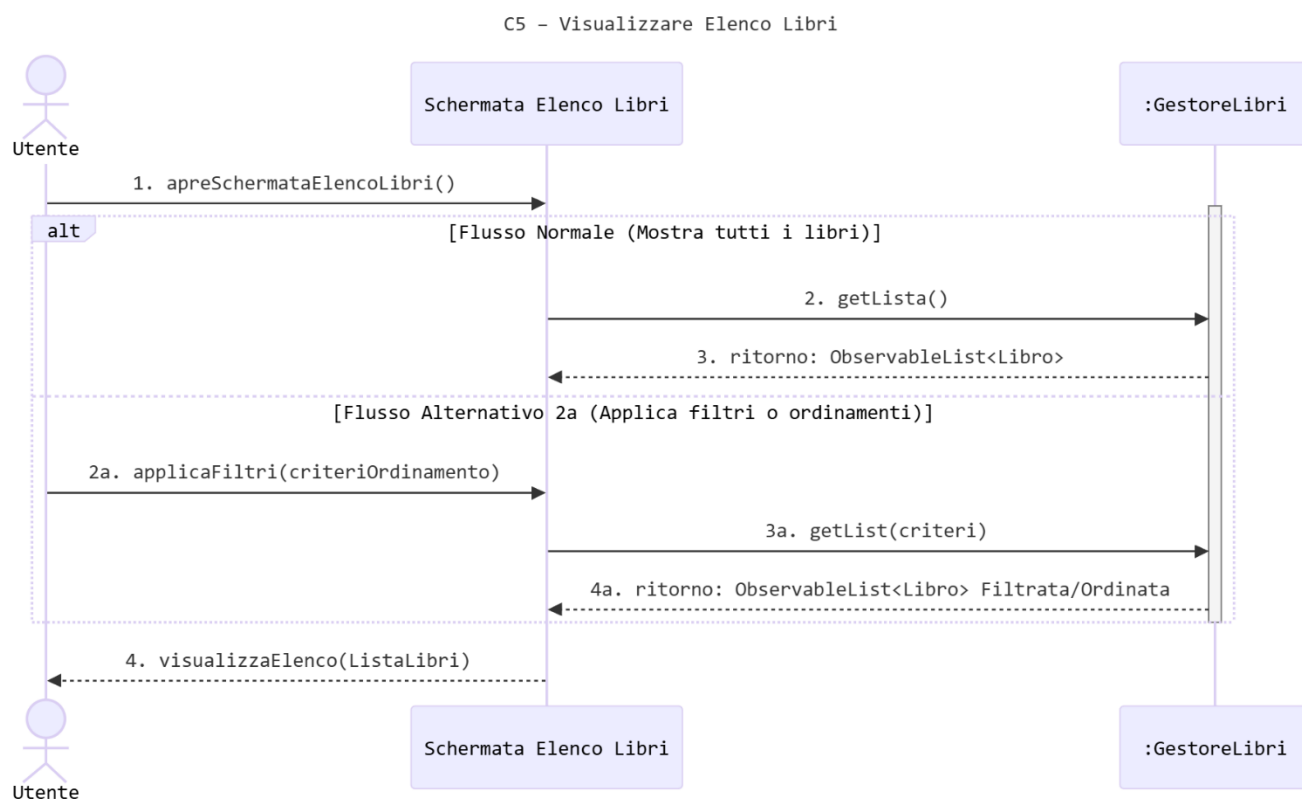 C5 – Visualizzare Elenco Libri
Utente
Schermata Elenco Libri
:GestoreLibri
1. apreSchermataElencoLibri()
alt
[Flusso Normale (Mostra tutti i libri)]
2. getLista()
3. ritorno: ObservableList<Libro>
[Flusso Alternativo 2a (Applica filtri o ordinamenti)]
2a. applicaFiltri(criteriOrdinamento)
3a. getList(criteri)
4a. ritorno: ObservableList<Libro> Filtrata/Ordinata
4. visualizzaElenco(ListaLibri)
Utente
Schermata Elenco Libri
:GestoreLibri